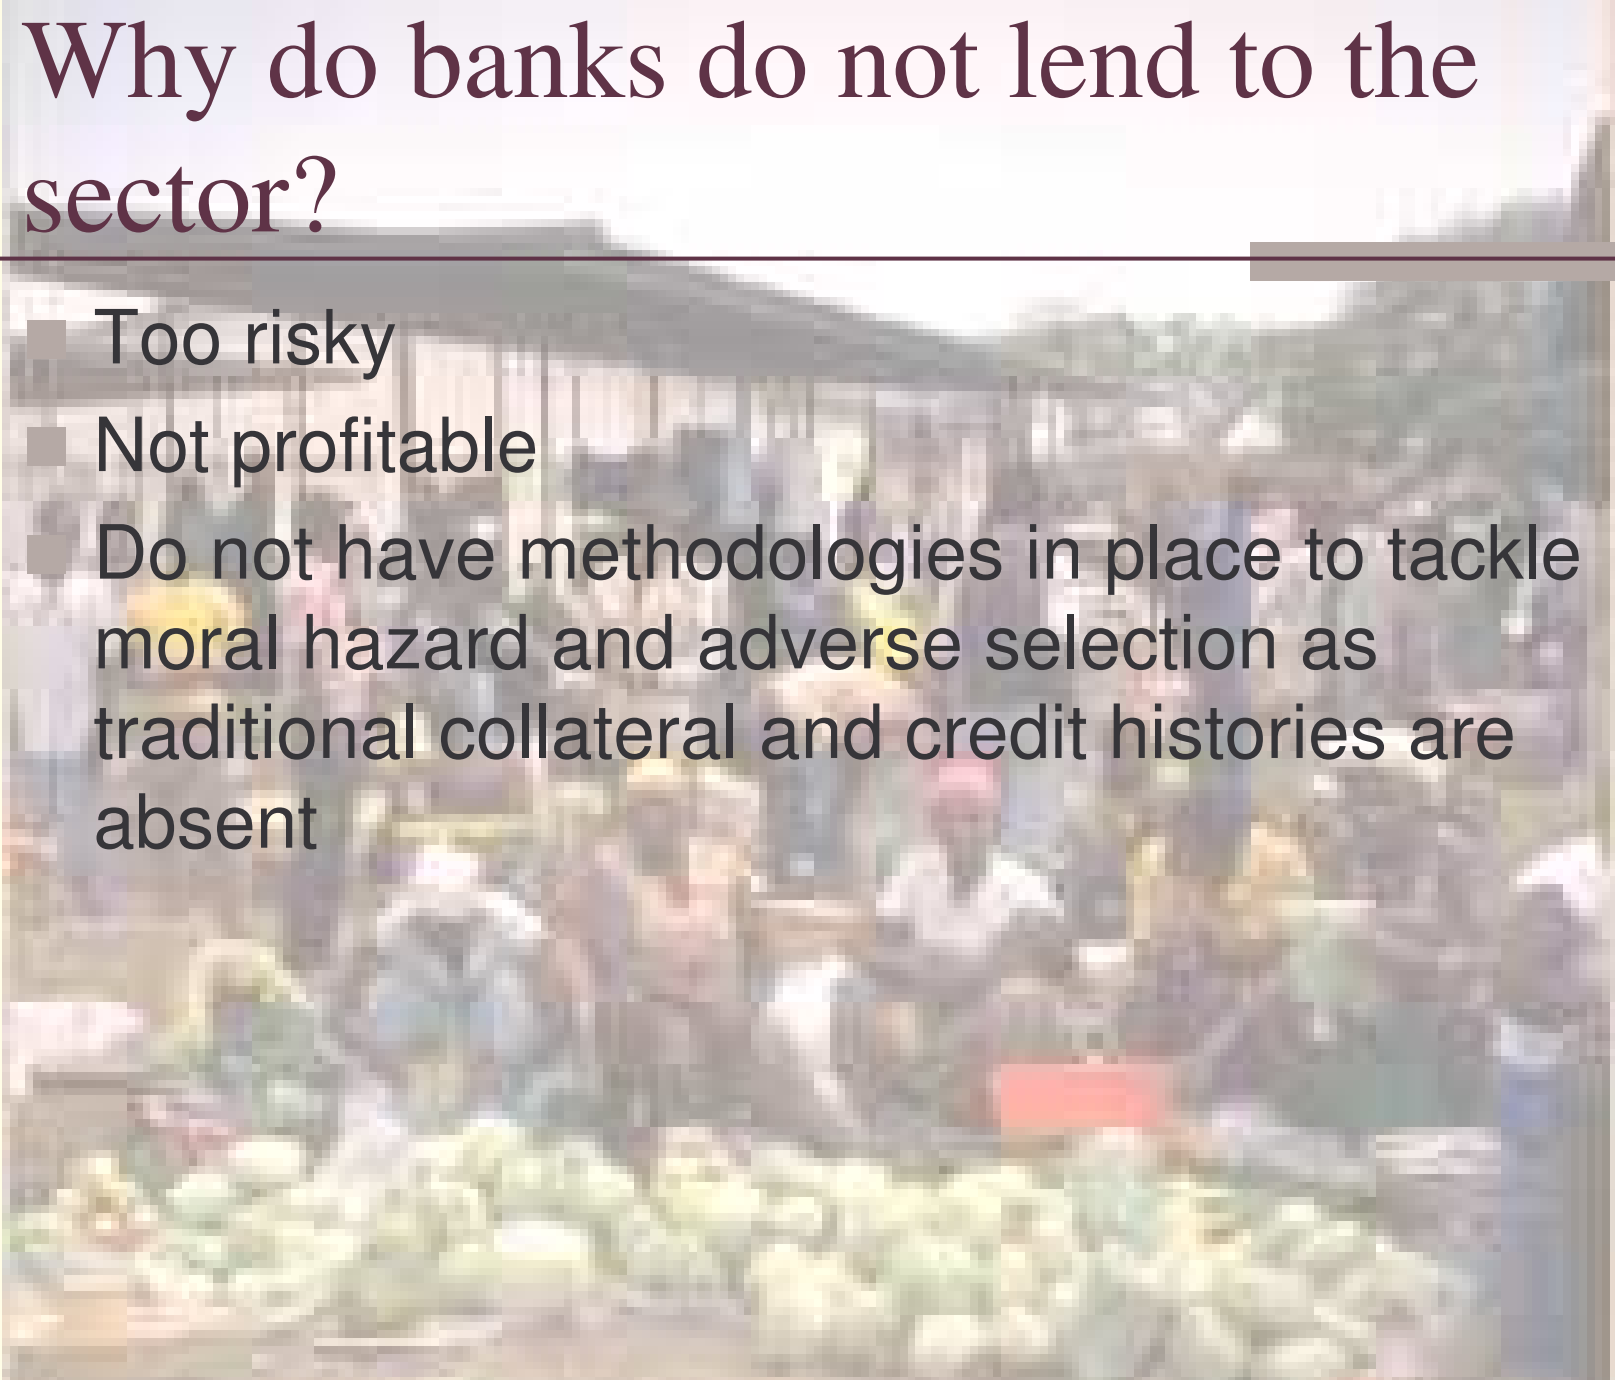 Why do banks do not lend to the
sector?
Too risky
Not profitable
Do not have methodologies in place to tackle
moral hazard and adverse selection as
traditional collateral and credit histories are
absent